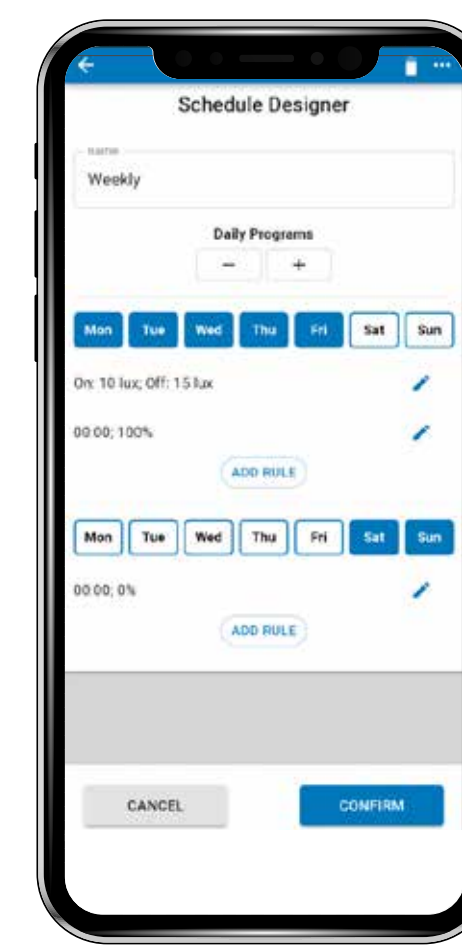 Schedule Designer
name
Weekly
Daily Programs
− +
Mon Tue Wed Thu Fri Sat Sun
On: 10 lux; Off: 15 lux
00:00; 100%
ADD RULE
Mon Tue Wed Thu Fri Sat Sun
00:00; 0%
ADD RULE
CANCEL CONFIRM